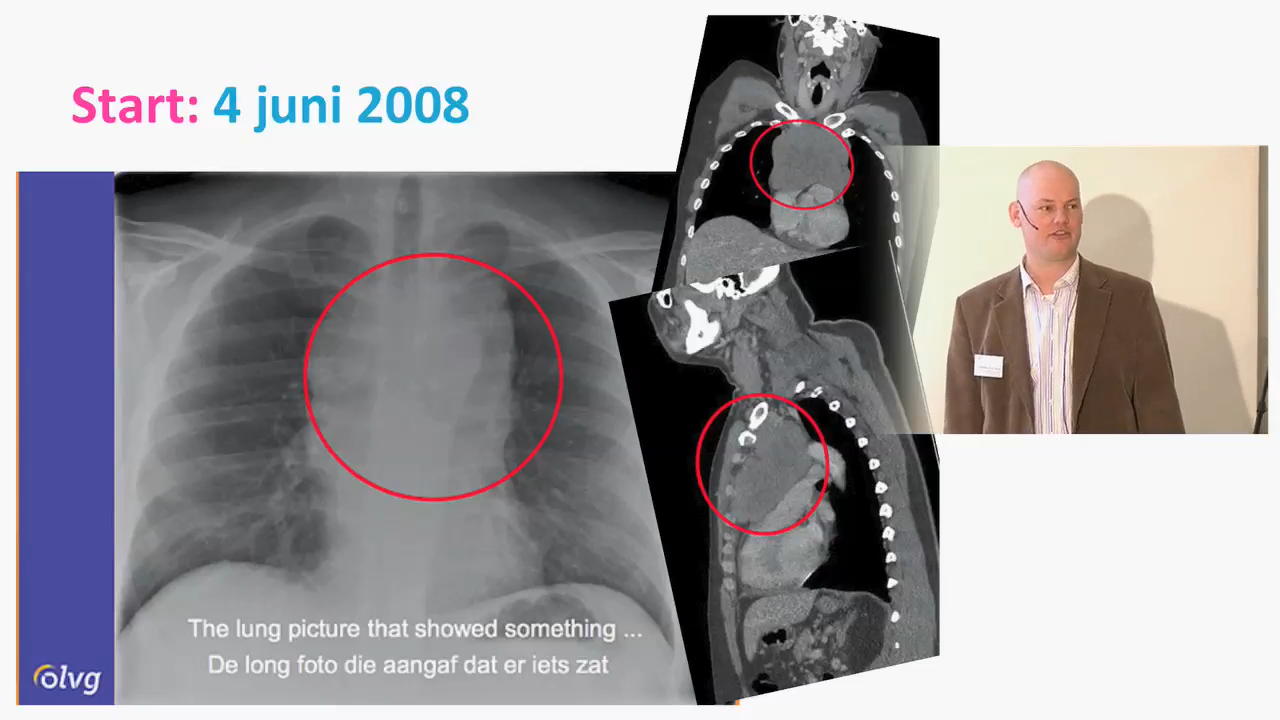 Start: 4 juni 2008
The lung picture that showed something ...
De long foto die aangaf dat er iets zat
olvg